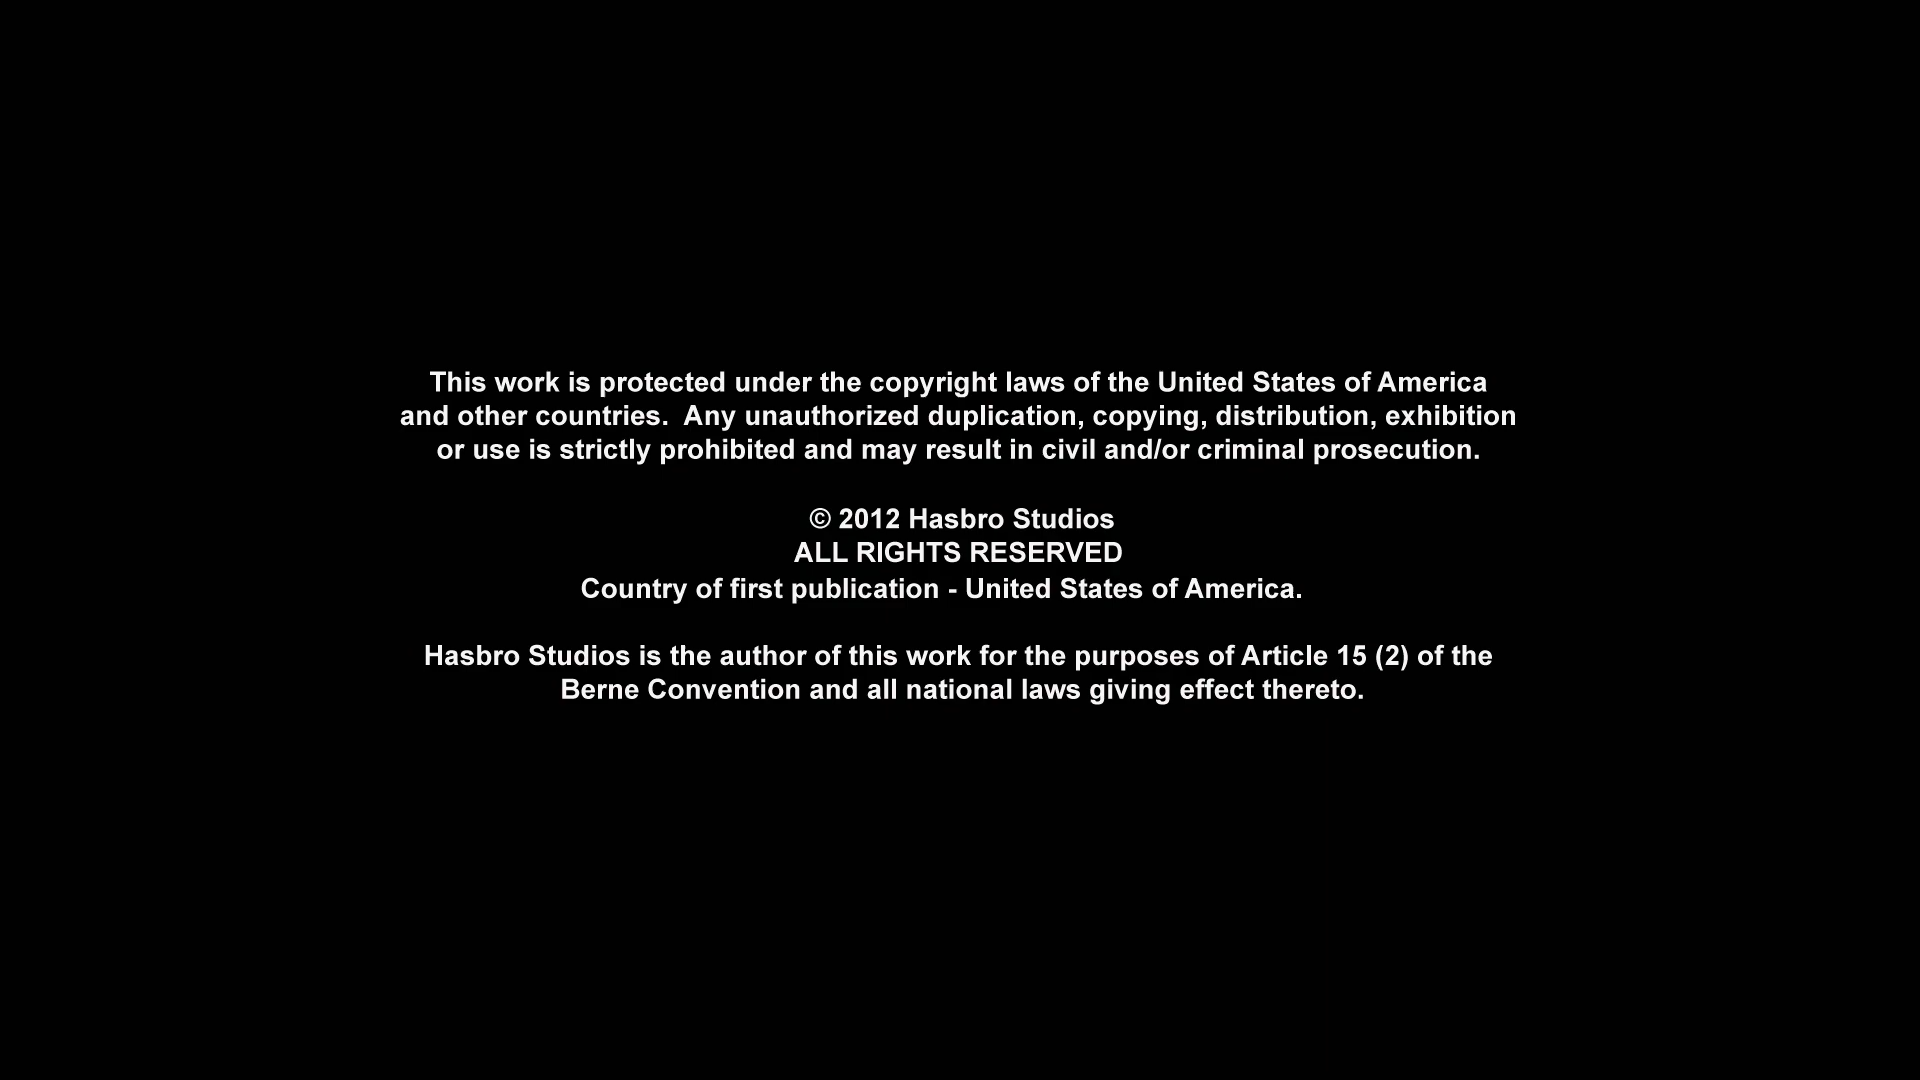 This work is protected under the copyright laws of the United States of America
and other countries.  Any unauthorized duplication, copying, distribution, exhibition
or use is strictly prohibited and may result in civil and/or criminal prosecution.
© 2012 Hasbro Studios
ALL RIGHTS RESERVED
Country of first publication - United States of America.
Hasbro Studios is the author of this work for the purposes of Article 15 (2) of the
Berne Convention and all national laws giving effect thereto.